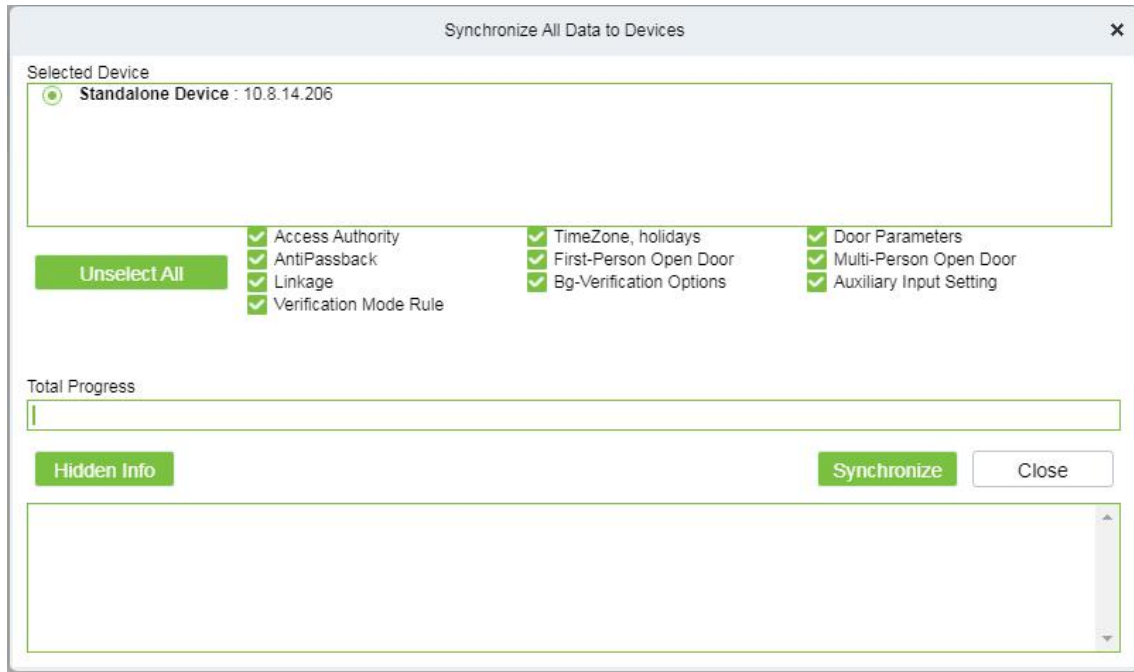 Synchronize All Data to Devices
Selected Device
Standalone Device : 10.8.14.206
Unselect All
Access Authority
TimeZone, holidays
Door Parameters
AntiPassback
First-Person Open Door
Multi-Person Open Door
Linkage
Bg-Verification Options
Auxiliary Input Setting
Verification Mode Rule
Total Progress
Hidden Info
Synchronize
Close